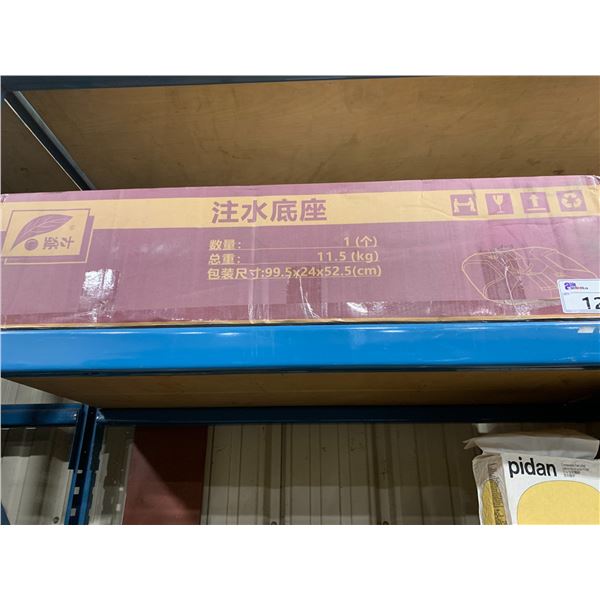 注水底座
数量: 1 (个)
总重: 11.5 (kg)
包装尺寸:99.5x24x52.5(cm)
12
pidan